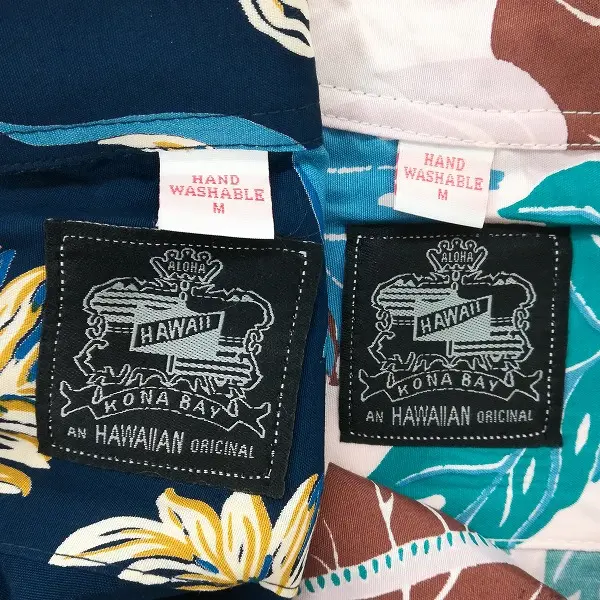 HAND
WASHABLE
M
ALOHA
HAWAII
KONA BAY
AN HAWAIIAN ORIGINAL
HAND
WASHABLE
M
ALOHA
HAWAII
KONA BAY
AN HAWAIIAN ORIGINAL